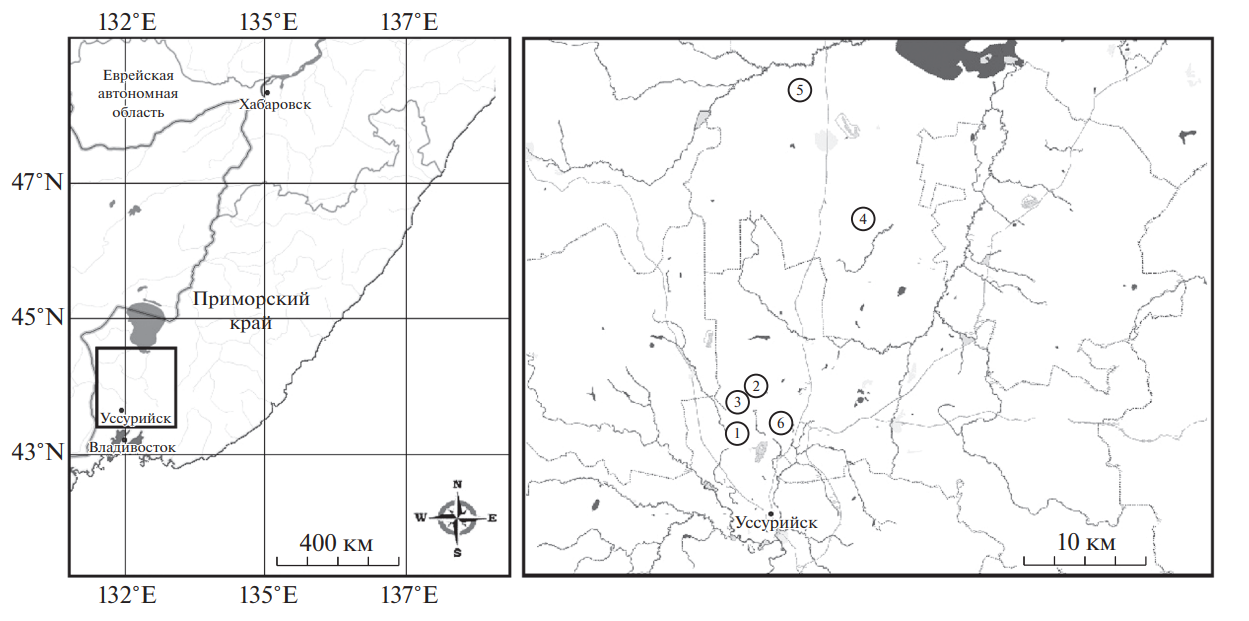 132°E 135°E 137°E
Еврейская
автономная
область
Хабаровск
47°N
Приморский
край
45°N
Уссурийск
Владивосток
43°N
N
W E
S
400 км
132°E 135°E 137°E
5
4
2
3
6
1
Уссурийск
10 км